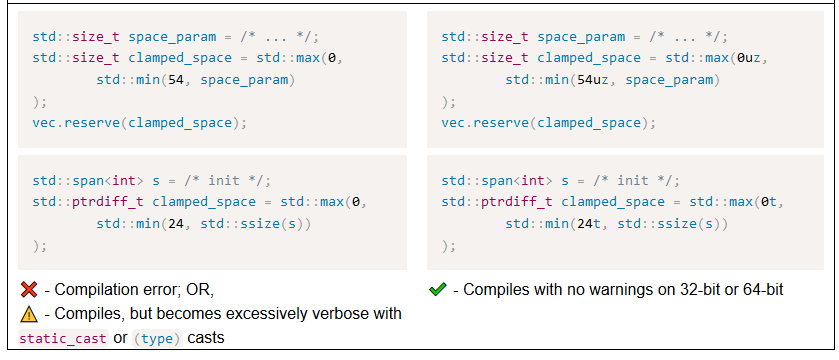 std::size_t space_param = /* ... */;
std::size_t clamped_space = std::max(0,
        std::min(54, space_param)
);
vec.reserve(clamped_space);
std::size_t space_param = /* ... */;
std::size_t clamped_space = std::max(0uz,
        std::min(54uz, space_param)
);
vec.reserve(clamped_space);
std::span<int> s = /* init */;
std::ptrdiff_t clamped_space = std::max(0,
        std::min(24, std::ssize(s))
);
std::span<int> s = /* init */;
std::ptrdiff_t clamped_space = std::max(0t,
        std::min(24t, std::ssize(s))
);
❌ - Compilation error; OR,
⚠️ - Compiles, but becomes excessively verbose with
static_cast or (type) casts
✔ - Compiles with no warnings on 32-bit or 64-bit